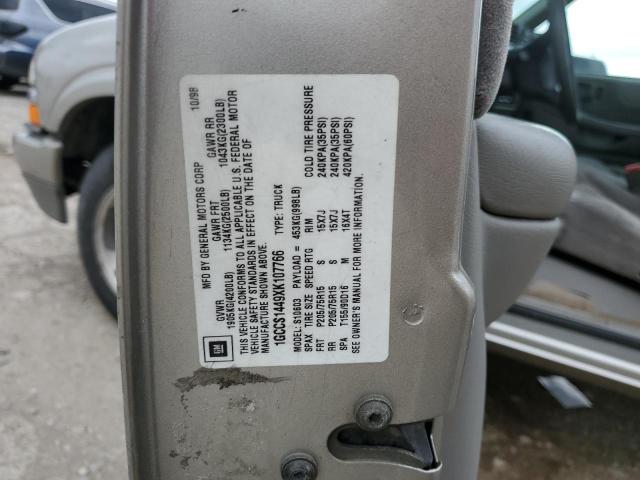 MFD BY GENERAL MOTORS CORP 10/98
GVWR GAWR FRT GAWR RR
1905KG(4200LB) 1134KG(2500LB) 1043KG(2300LB)
THIS VEHICLE CONFORMS TO ALL APPLICABLE U.S. FEDERAL MOTOR
VEHICLE SAFETY STANDARDS IN EFFECT ON THE DATE OF
MANUFACTURE SHOWN ABOVE.
1GCCS1449XK107766 TYPE: TRUCK
MODEL: S10603 PAYLOAD = 453KG(998LB)
SPAX TIRE SIZE SPEED RTG RIM COLD TIRE PRESSURE
FRT P205/75R15 S 15X7J 240KPA(35PSI)
RR P205/75R15 S 15X7J 240KPA(35PSI)
SPA T155/90D16 M 16X4T 420KPA(60PSI)
SEE OWNER'S MANUAL FOR MORE INFORMATION.
GM